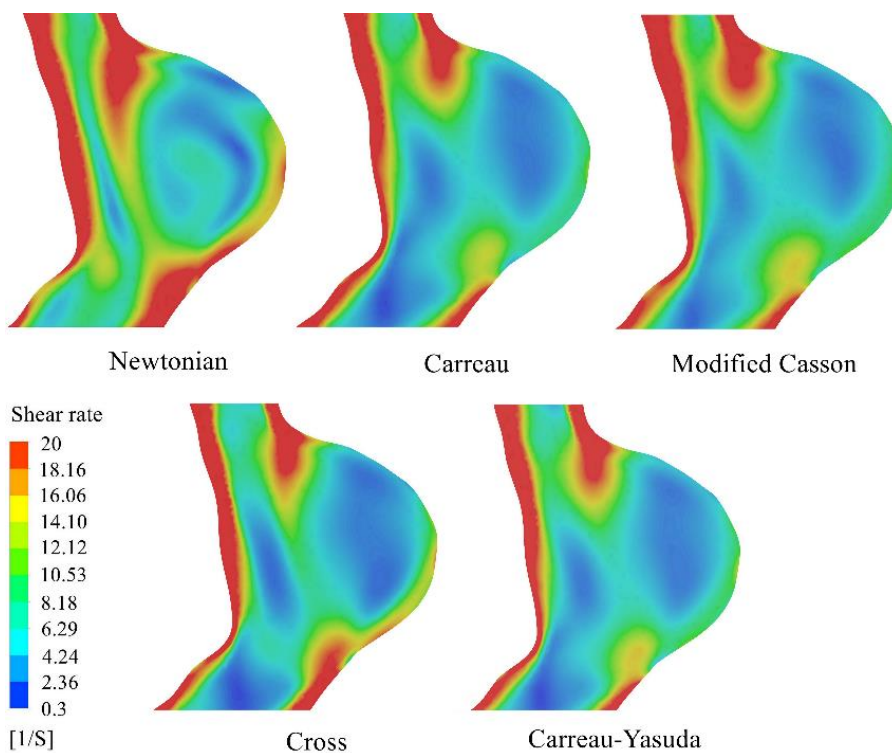 Newtonian
Carreau
Modified Casson
Shear rate
20
18.16
16.06
14.10
12.12
10.53
8.18
6.29
4.24
2.36
0.3
[1/S]
Cross
Carreau-Yasuda